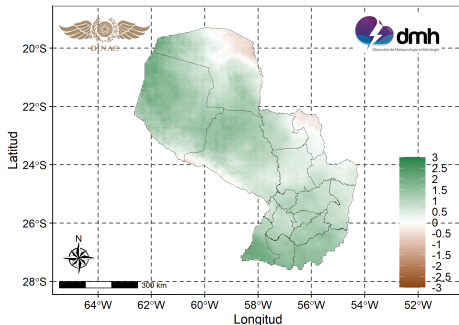 DINAC
dmh
Dirección de Meteorología e Hidrología
20°S
22°S
24°S
26°S
28°S
Latitud
3
2.5
2
1.5
1
0.5
0
-0.5
-1
-1.5
-2
-2.5
-3
N
300 km
64°W
62°W
60°W
58°W
56°W
54°W
52°W
Longitud